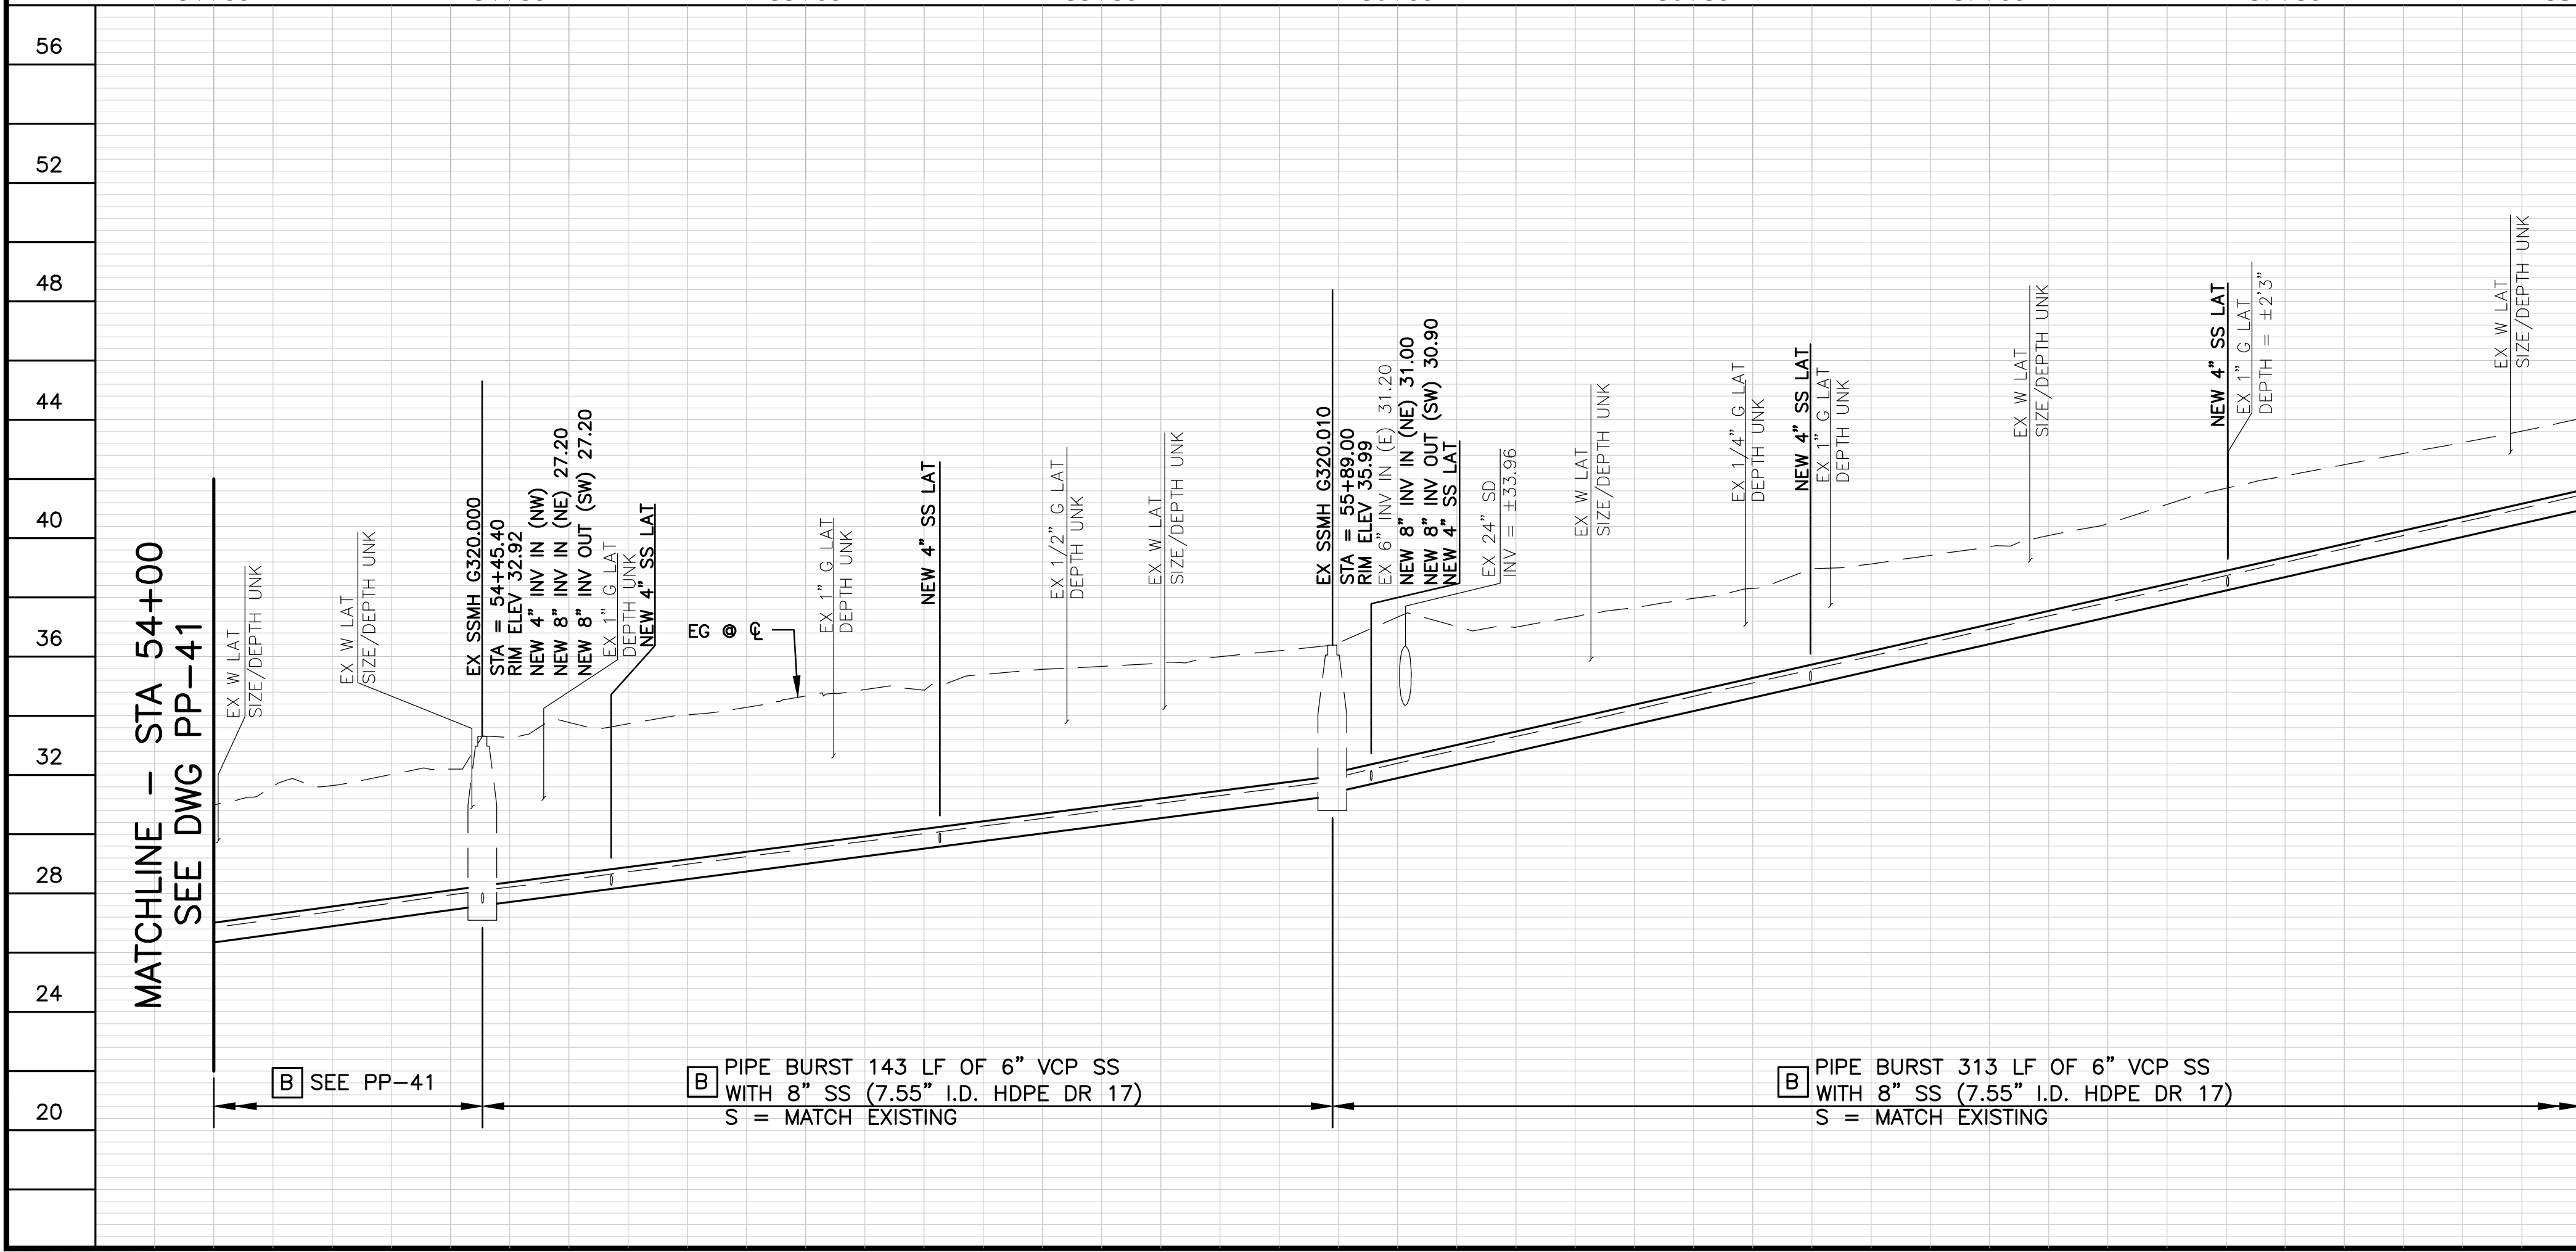 56
52
48
44
40
36
32
28
24
20
MATCHLINE – STA 54+00
SEE DWG PP–41
EX W LAT
SIZE/DEPTH UNK
EX W LAT
SIZE/DEPTH UNK
EX SSMH G320.000
STA = 54+45.40
RIM ELEV 32.92
NEW 4" INV IN (NW)
NEW 8" INV IN (NE) 27.20
NEW 8" INV OUT (SW) 27.20
EX 1" G LAT
DEPTH UNK
NEW 4" SS LAT
EG @ ℄
EX 1" G LAT
DEPTH UNK
NEW 4" SS LAT
EX 1/2" G LAT
DEPTH UNK
EX W LAT
SIZE/DEPTH UNK
EX SSMH G320.010
STA = 55+89.00
RIM ELEV 35.99
EX 6" INV IN (E) 31.20
NEW 8" INV IN (NE) 31.00
NEW 8" INV OUT (SW) 30.90
NEW 4" SS LAT
EX 24" SD
INV = ±33.96
EX W LAT
SIZE/DEPTH UNK
EX 1/4" G LAT
DEPTH UNK
NEW 4" SS LAT
EX 1" G LAT
DEPTH UNK
EX W LAT
SIZE/DEPTH UNK
NEW 4" SS LAT
EX 1" G LAT
DEPTH = ±2'3"
EX W LAT
SIZE/DEPTH UNK
B SEE PP–41
B PIPE BURST 143 LF OF 6" VCP SS
WITH 8" SS (7.55" I.D. HDPE DR 17)
S = MATCH EXISTING
B PIPE BURST 313 LF OF 6" VCP SS
WITH 8" SS (7.55" I.D. HDPE DR 17)
S = MATCH EXISTING